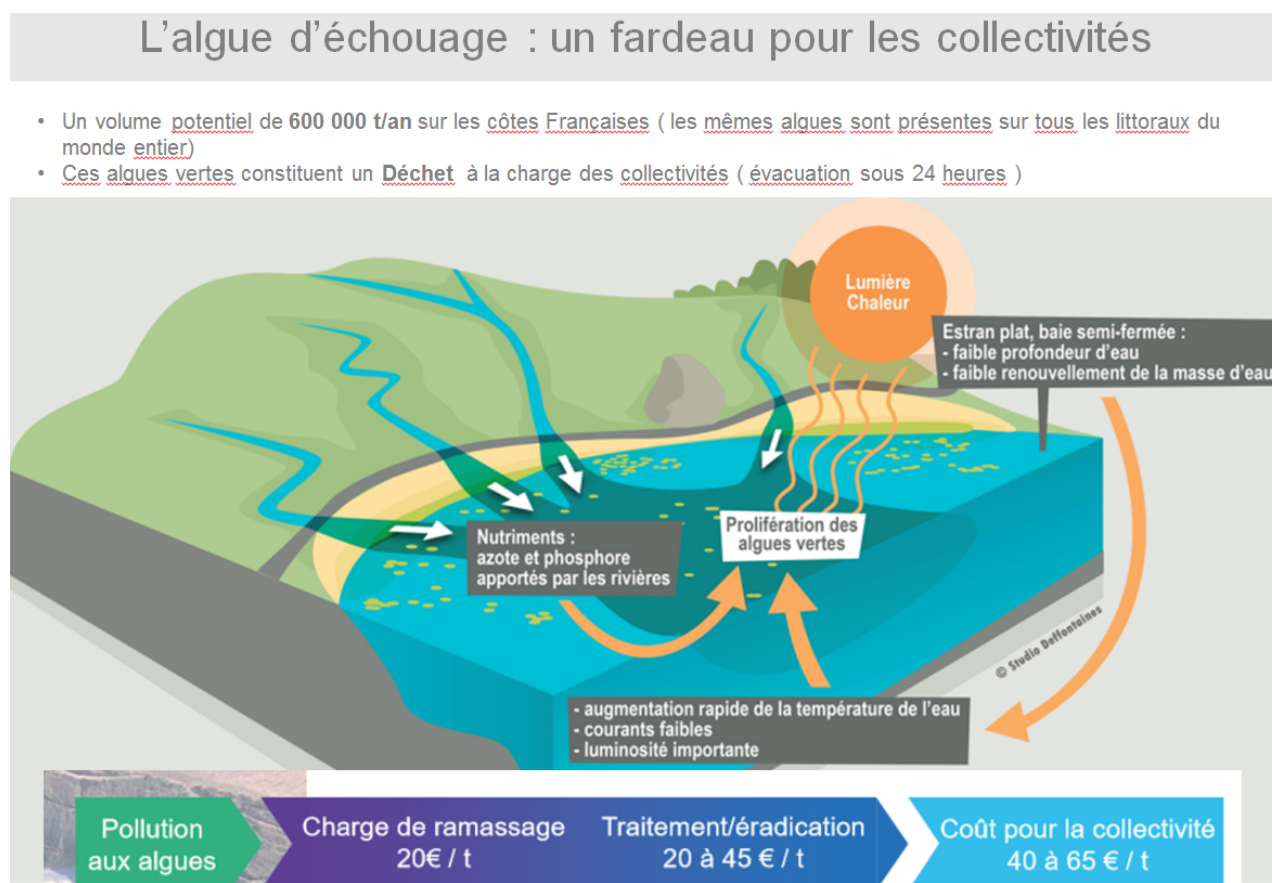 L'algue d'échouage : un fardeau pour les collectivités
• Un volume potentiel de 600 000 t/an sur les côtes Françaises ( les mêmes algues sont présentes sur tous les littoraux du
monde entier)
• Ces algues vertes constituent un Déchet à la charge des collectivités ( évacuation sous 24 heures )
Lumière
Chaleur
Estran plat, baie semi-fermée :
- faible profondeur d'eau
- faible renouvellement de la masse d'eau
Prolifération des
algues vertes
Nutriments :
azote et phosphore
apportés par les rivières
© Studio Deffontaines
- augmentation rapide de la température de l'eau
- courants faibles
- luminosité importante
Pollution
aux algues
Charge de ramassage
20€ / t
Traitement/éradication
20 à 45 € / t
Coût pour la collectivité
40 à 65 € / t